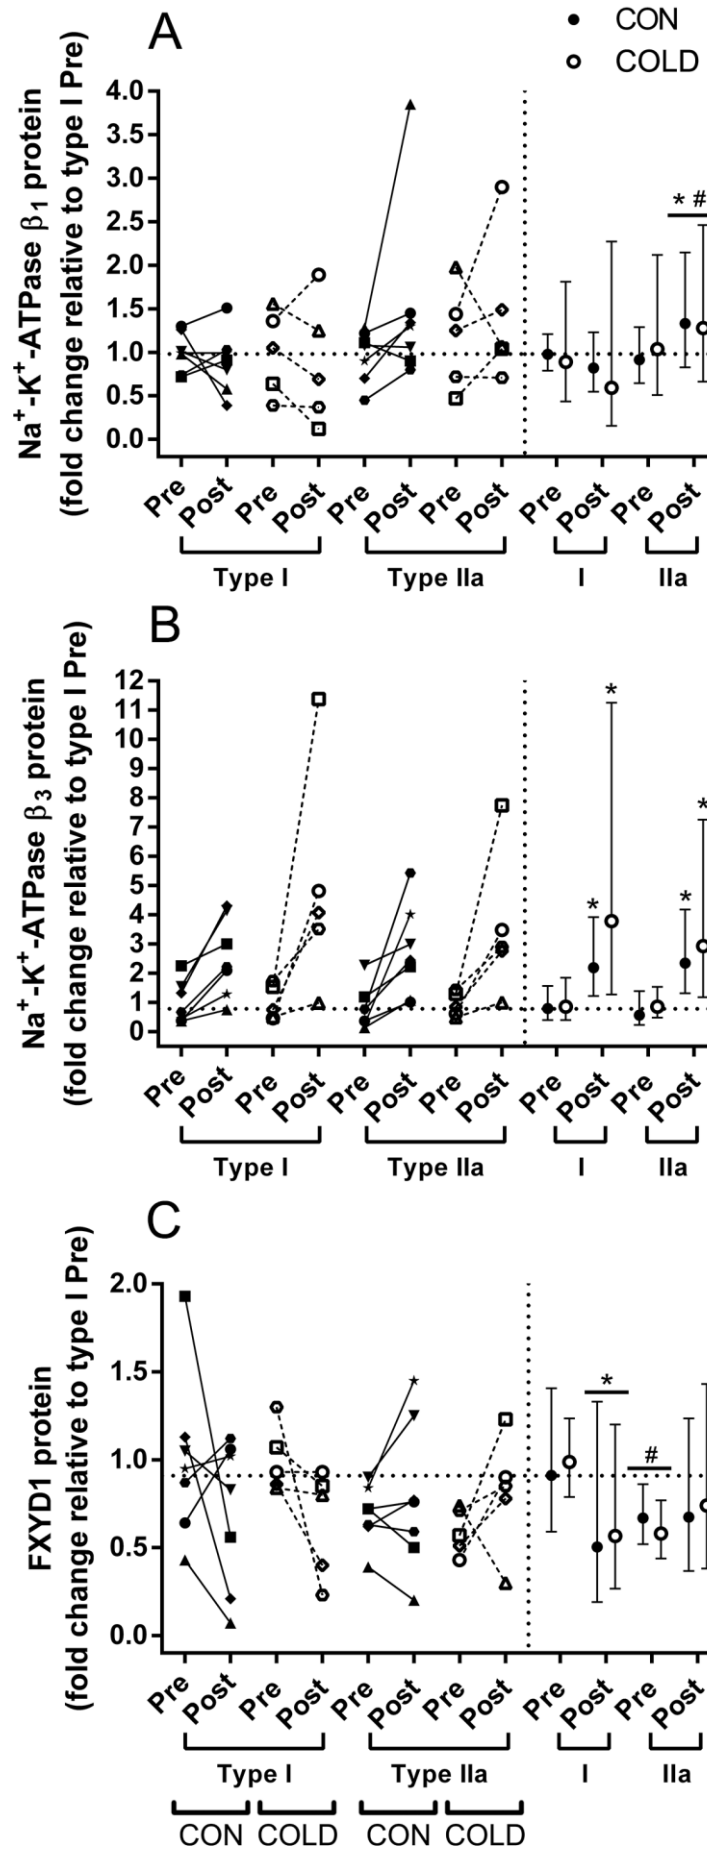 A
CON
COLD
Na⁺-K⁺-ATPase β₁ protein
(fold change relative to type I Pre)
4.0
3.5
3.0
2.5
2.0
1.5
1.0
0.5
0.0
* #
Pre Post Pre Post Pre Post Pre Post Pre Post Pre Post
Type I Type IIa I IIa
B
Na⁺-K⁺-ATPase β₃ protein
(fold change relative to type I Pre)
12
11
10
8
7
6
5
4
3
2
1
0
* * * *
Pre Post Pre Post Pre Post Pre Post Pre Post Pre Post
Type I Type IIa I IIa
C
FXYD1 protein
(fold change relative to type I Pre)
2.0
1.5
1.0
0.5
0.0
* #
Pre Post Pre Post Pre Post Pre Post Pre Post Pre Post
Type I Type IIa I IIa
CON COLD CON COLD